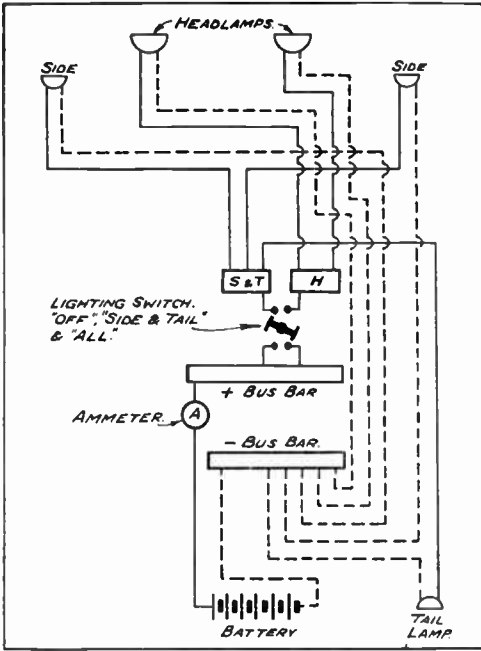 HEADLAMPS.
SIDE
SIDE
S & T
H
LIGHTING SWITCH.
"OFF", "SIDE & TAIL"
& "ALL".
+ BUS BAR
AMMETER.
A
- BUS BAR.
BATTERY
TAIL
LAMP.